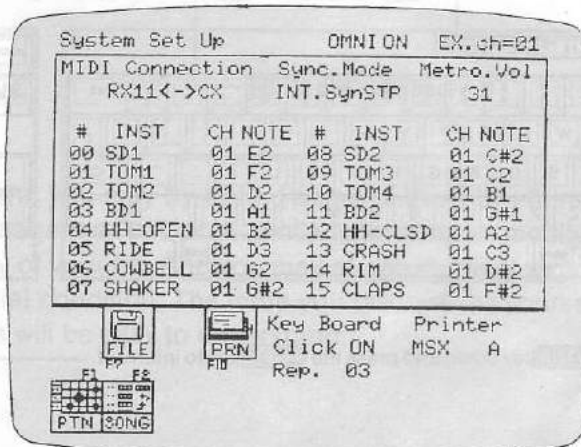 System Set Up OMNI ON EX.ch=01
MIDI Connection Sync.Mode Metro.Vol
RX11<->CX INT.SynSTP 31
# INST CH NOTE # INST CH NOTE
00 SD1 01 E2 08 SD2 01 C#2
01 TOM1 01 F2 09 TOM3 01 C2
02 TOM2 01 D2 10 TOM4 01 B1
03 BD1 01 A1 11 BD2 01 G#1
04 HH-OPEN 01 B2 12 HH-CLSD 01 A2
05 RIDE 01 D3 13 CRASH 01 C3
06 COWBELL 01 G2 14 RIM 01 D#2
07 SHAKER 01 G#2 15 CLAPS 01 F#2
Key Board Printer
FILE PRN Click ON MSX A
F9 F10 Rep. 03
F1 F8
PTN SONG